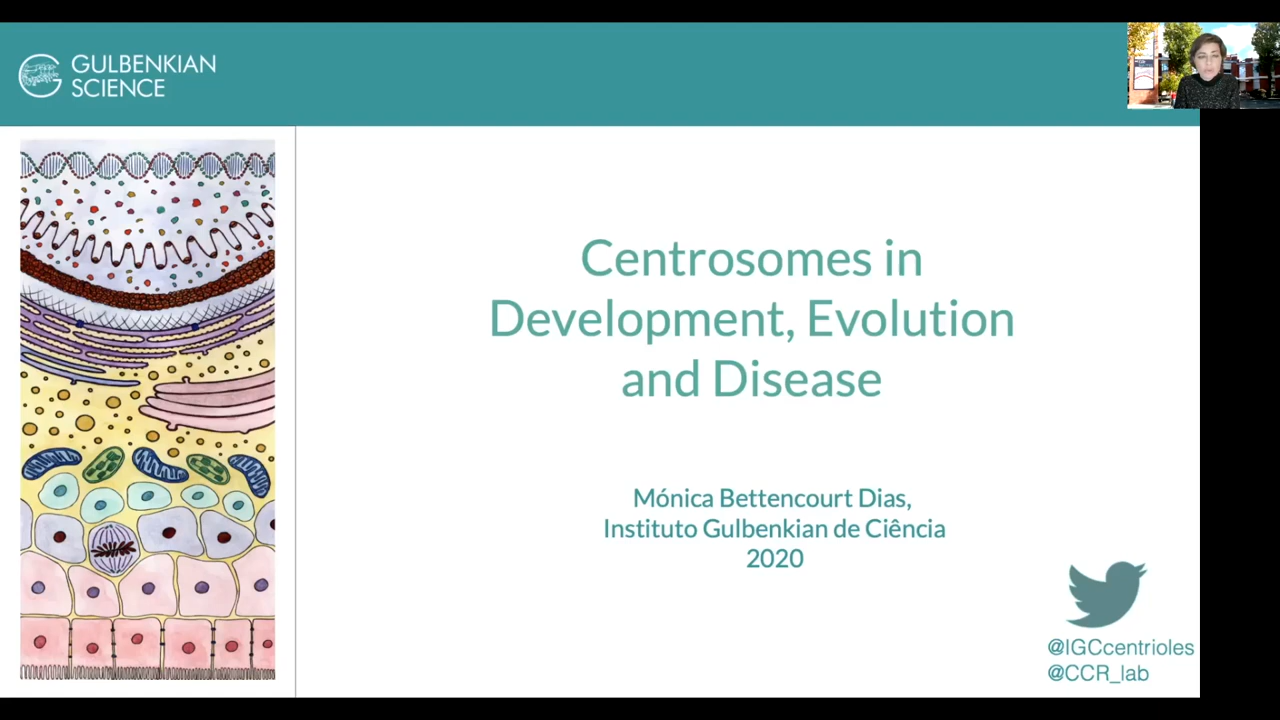 GULBENKIAN
SCIENCE
Centrosomes in
Development, Evolution
and Disease
Mónica Bettencourt Dias,
Instituto Gulbenkian de Ciência
2020
@IGCcentrioles
@CCR_lab